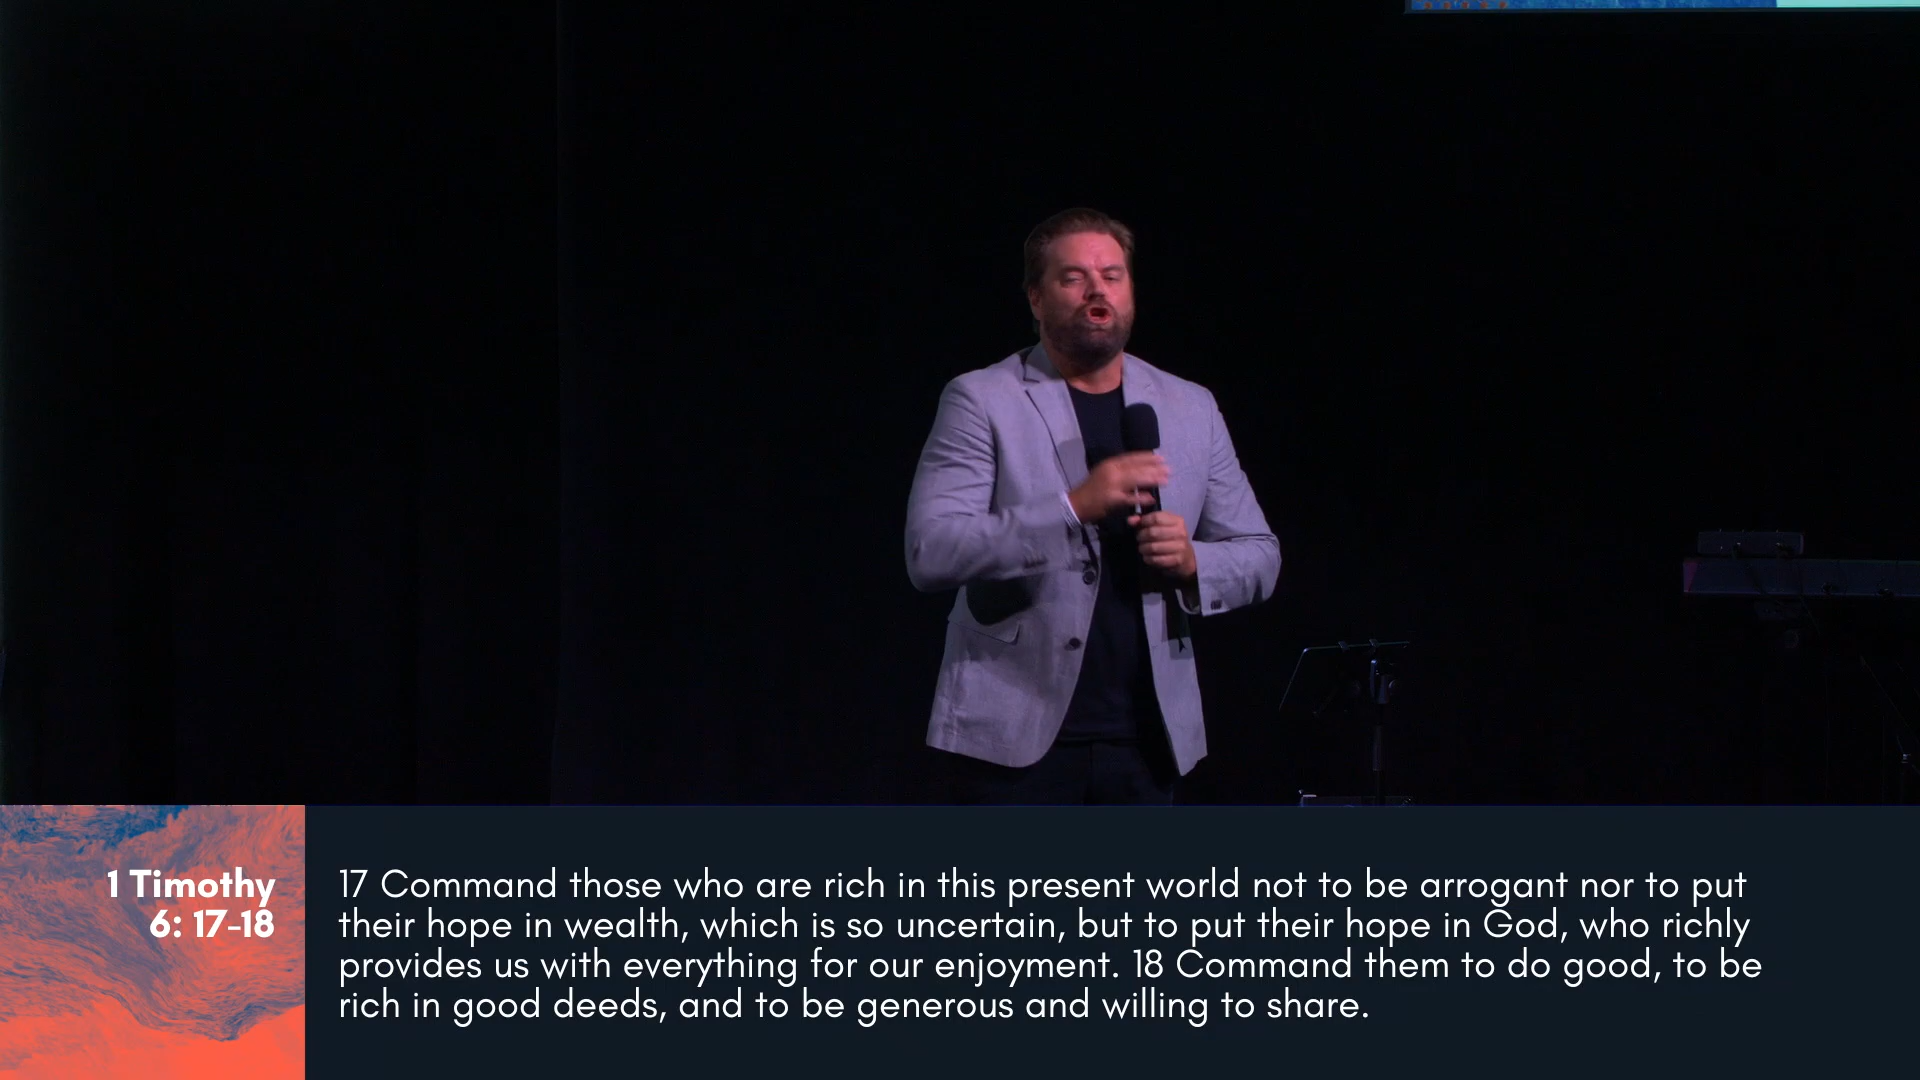 1 Timothy
6: 17-18
17 Command those who are rich in this present world not to be arrogant nor to put
their hope in wealth, which is so uncertain, but to put their hope in God, who richly
provides us with everything for our enjoyment. 18 Command them to do good, to be
rich in good deeds, and to be generous and willing to share.